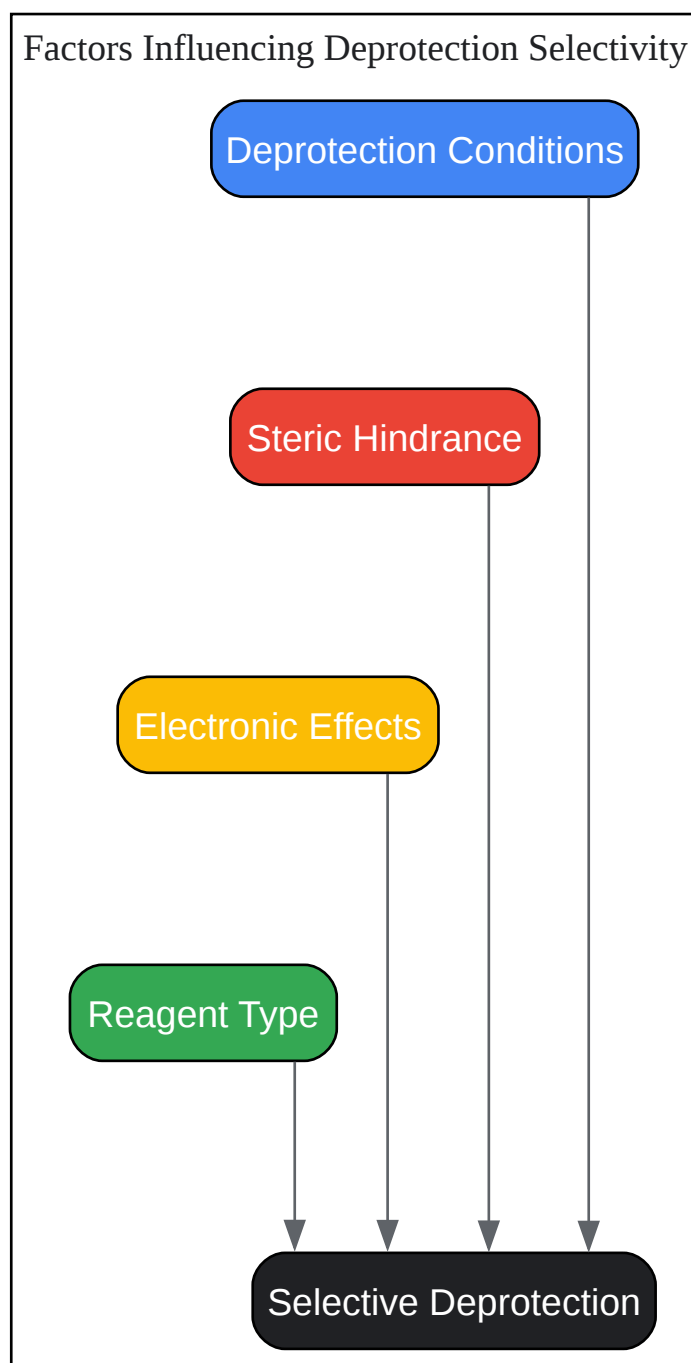 Factors Influencing Deprotection Selectivity
Deprotection Conditions
Steric Hindrance
Electronic Effects
Reagent Type
Selective Deprotection